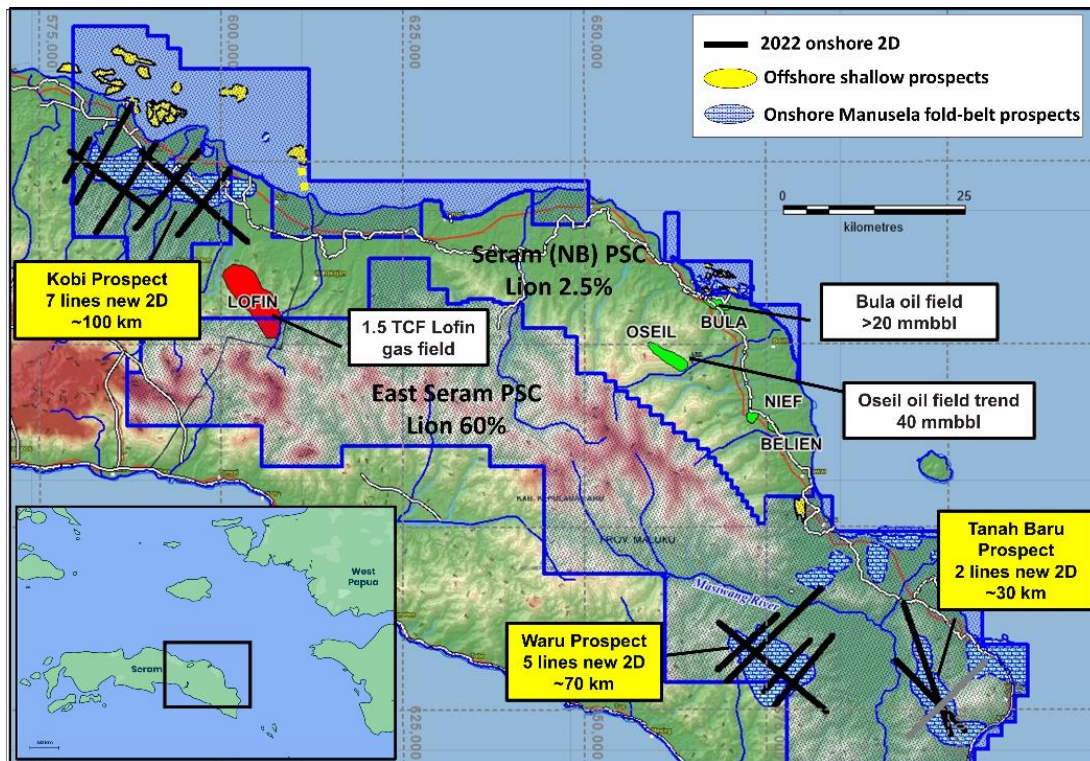 575.000
600.000
625.000
650.000
2022 onshore 2D
Offshore shallow prospects
Onshore Manusela fold-belt prospects
0
25
kilometres
Kobi Prospect
7 lines new 2D
~100 km
LOFIN
1.5 TCF Lofin
gas field
Seram (NB) PSC
Lion 2.5%
East Seram PSC
Lion 60%
OSEIL
BULA
NIEF
BELIEN
Bula oil field
>20 mmbbl
Oseil oil field trend
40 mmbbl
PROV. MALUKU
Masiwang River
Tanah Baru
Prospect
2 lines new 2D
~30 km
Waru Prospect
5 lines new 2D
~70 km
West
Papua
Seram
625.000
650.000